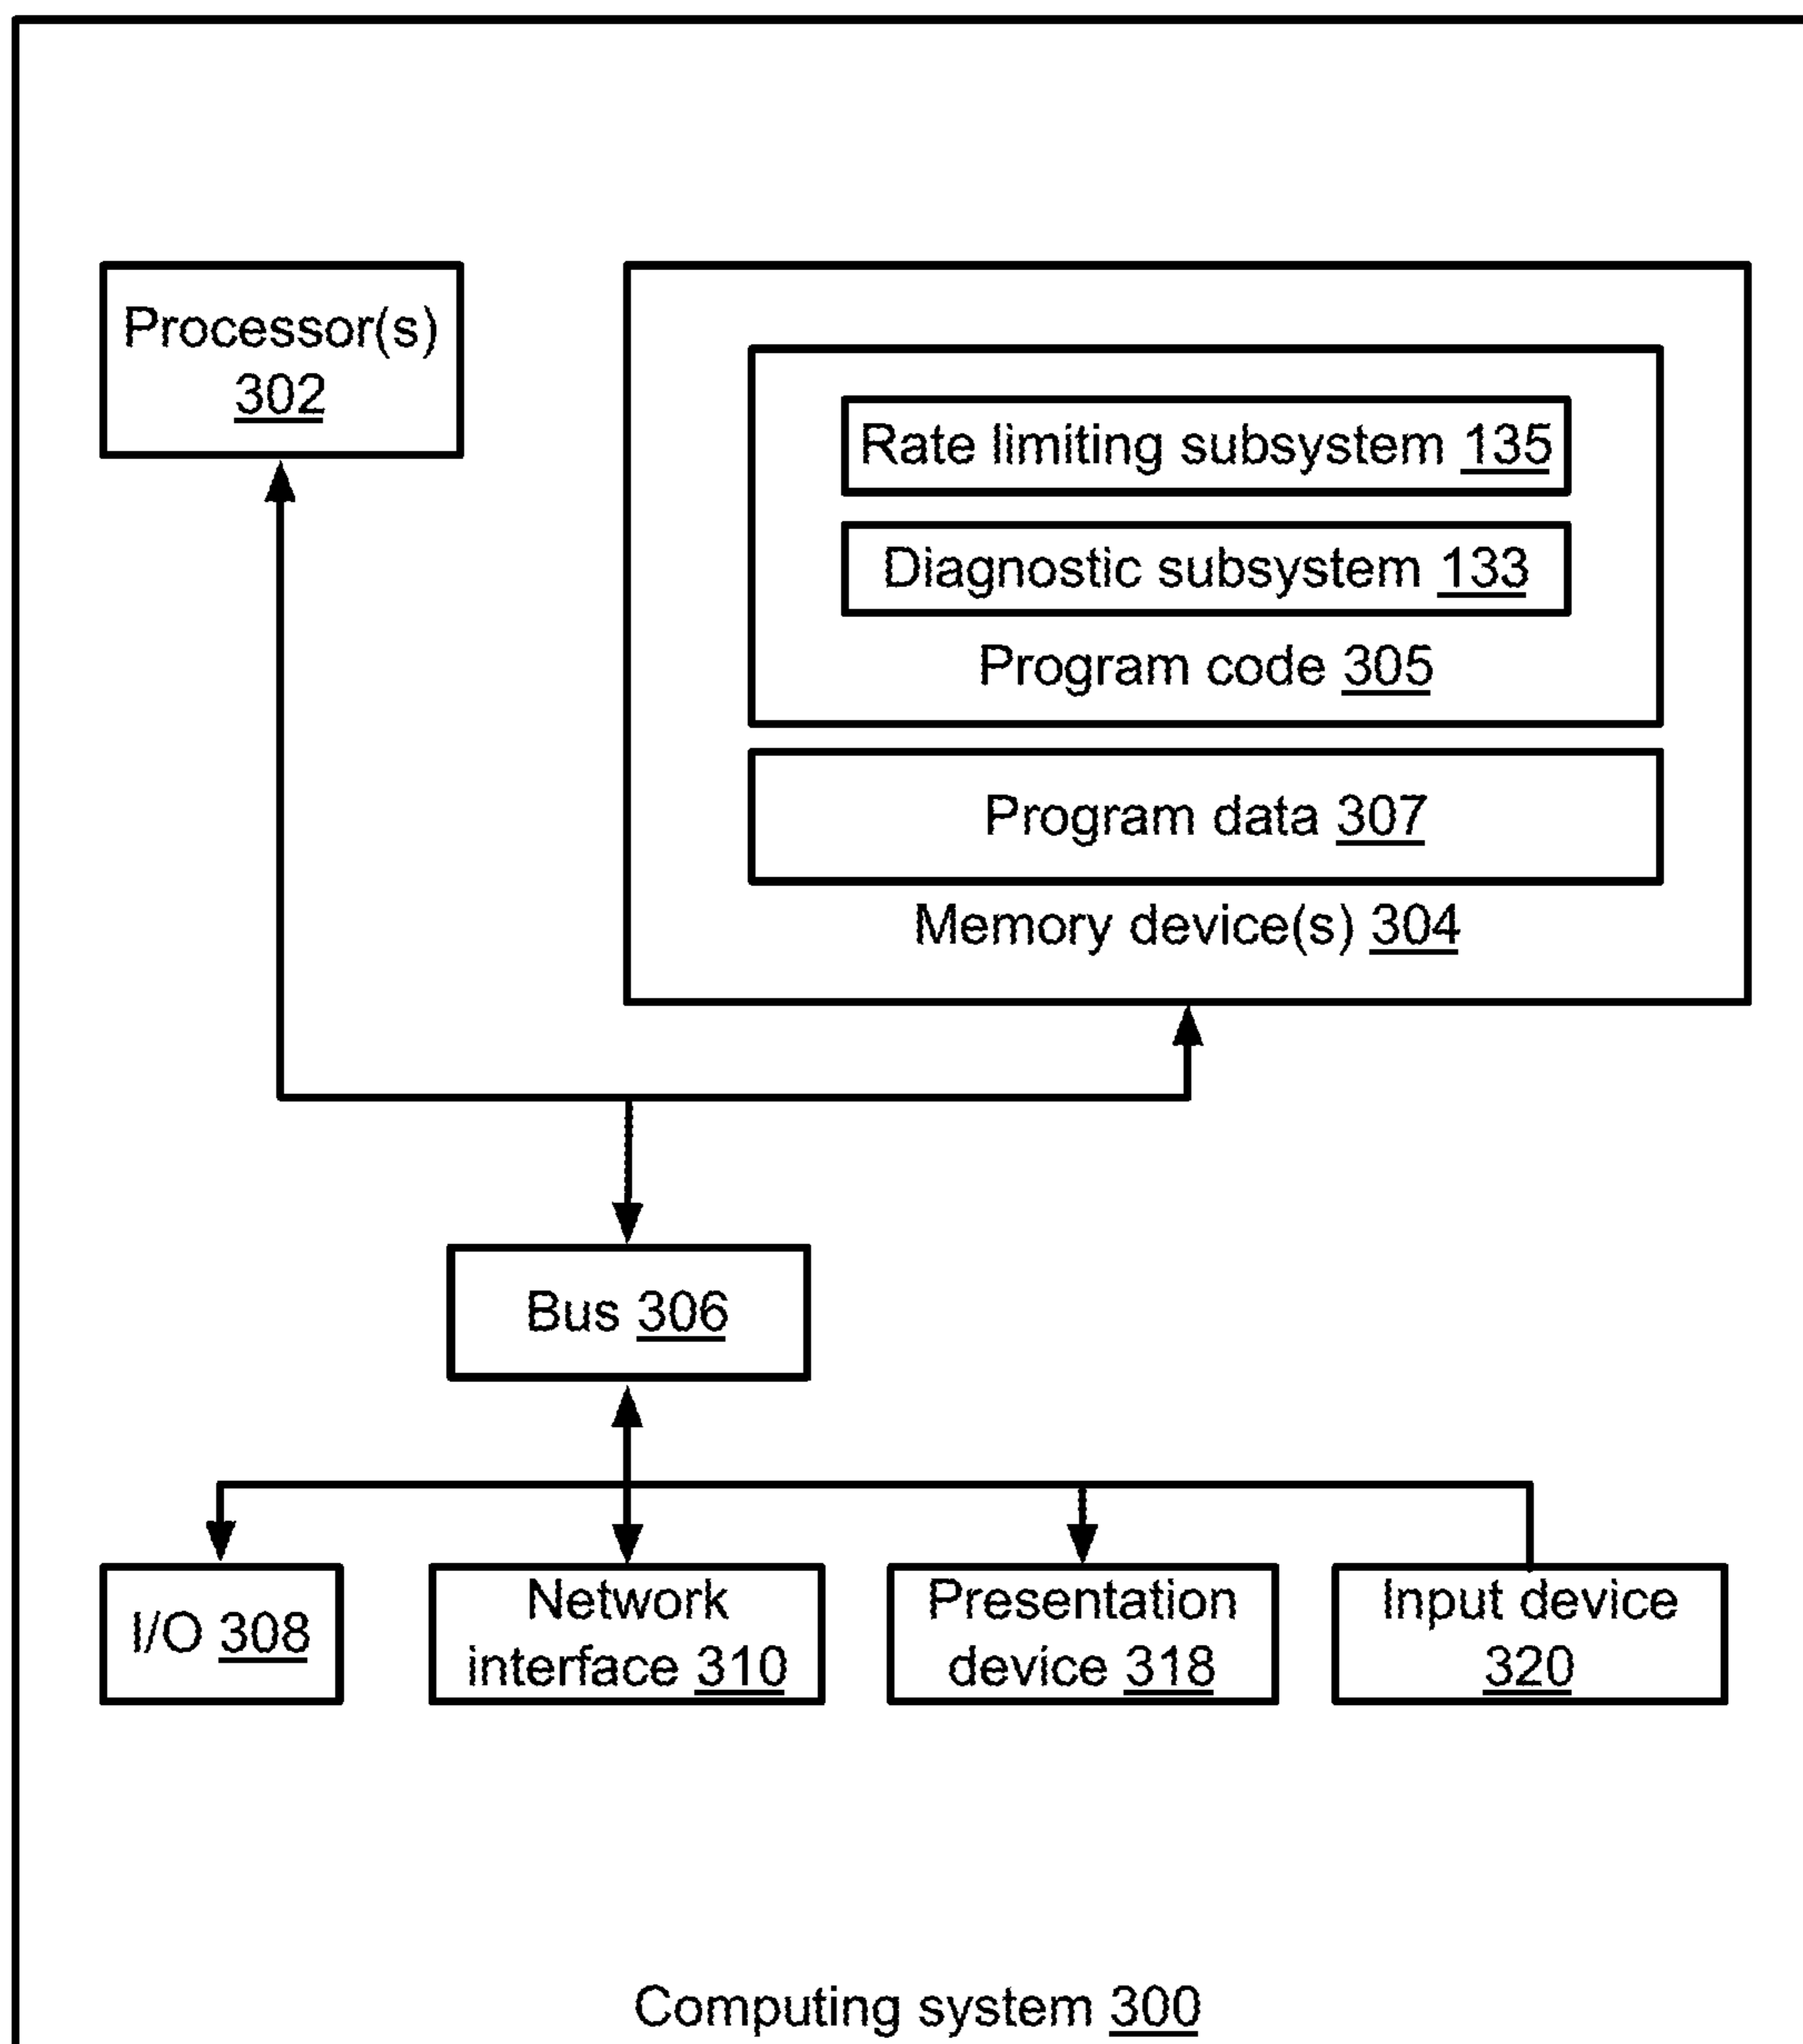 Processor(s)
302
Rate limiting subsystem 135
Diagnostic subsystem 133
Program code 305
Program data 307
Memory device(s) 304
Bus 306
I/O 308
Network
interface 310
Presentation
device 318
Input device
320
Computing system 300